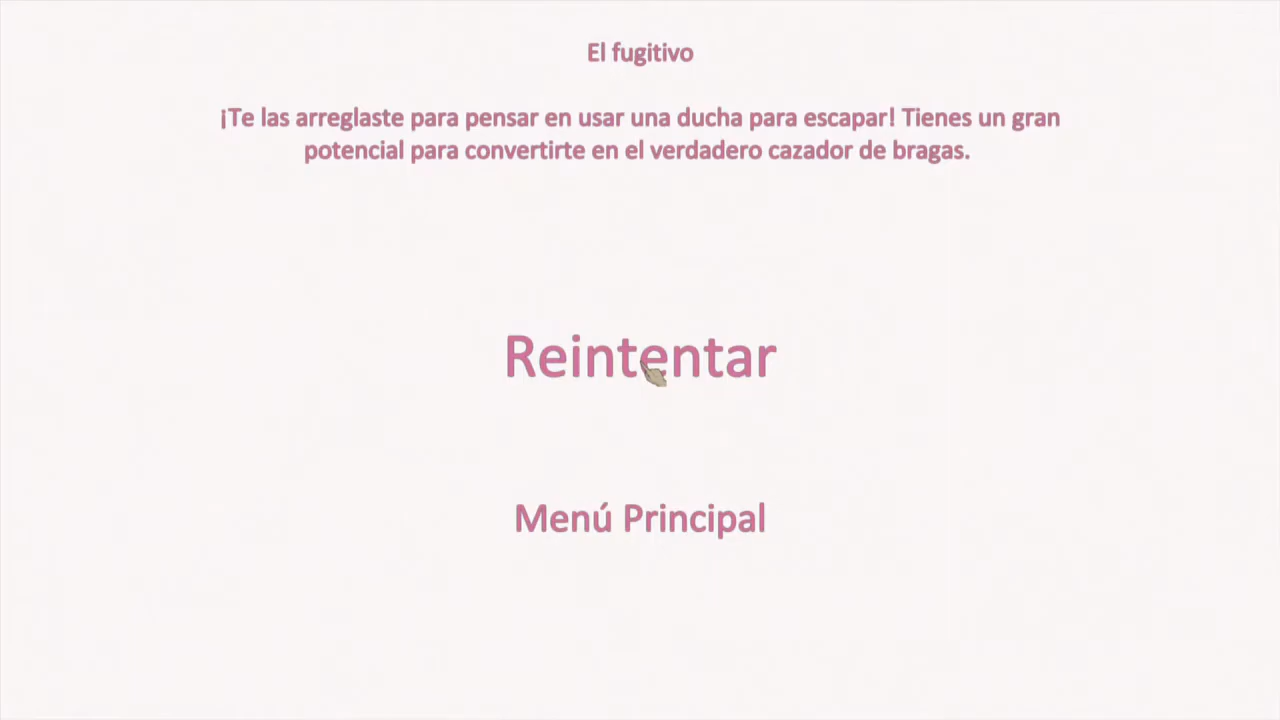 El fugitivo
¡Te las arreglaste para pensar en usar una ducha para escapar! Tienes un gran
potencial para convertirte en el verdadero cazador de bragas.
Reintentar
Menú Principal